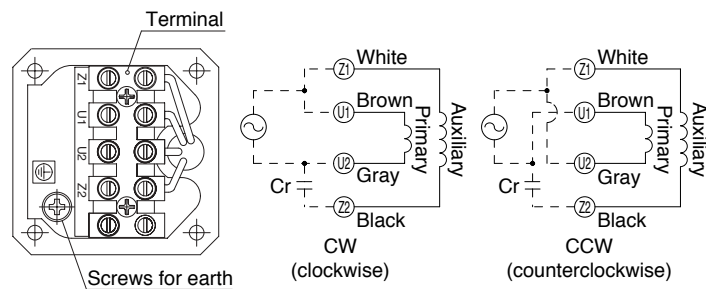 Terminal
Z1
U1
U2
Z2
Screws for earth
Z1 White
U1 Brown
Primary
Auxiliary
U2 Gray
Cr
Z2 Black
CW
(clockwise)
Z1 White
U1 Brown
Primary
Auxiliary
U2 Gray
Cr
Z2 Black
CCW
(counterclockwise)